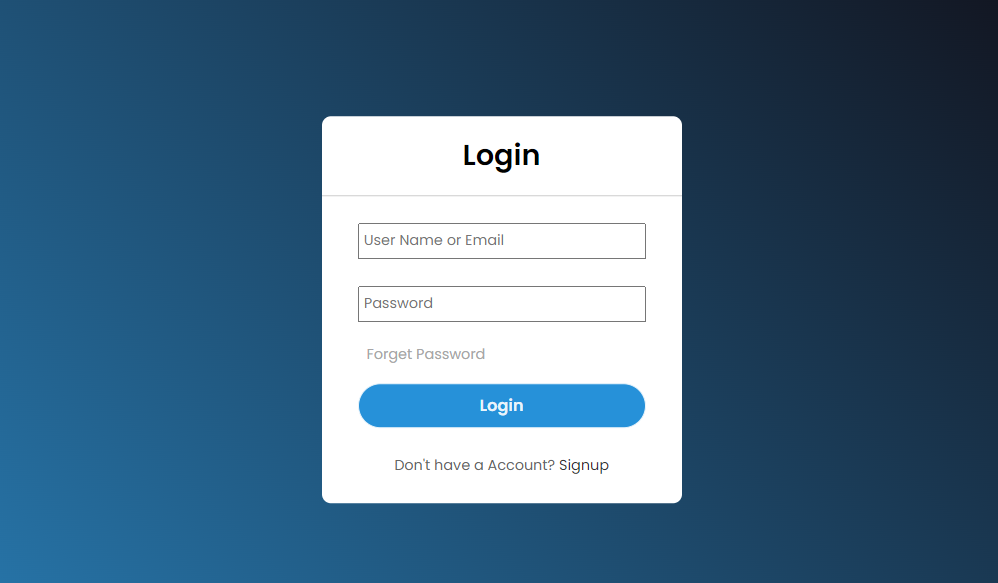 Login
User Name or Email
Password
Forget Password
Login
Don't have a Account? Signup